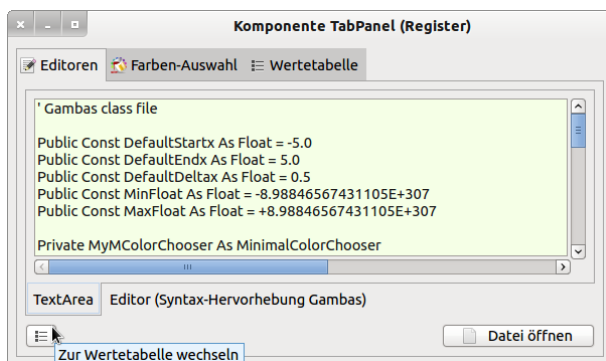 Komponente TabPanel (Register)
Editoren Farben-Auswahl Wertetabelle
' Gambas class file
Public Const DefaultStartx As Float = -5.0
Public Const DefaultEndx As Float = 5.0
Public Const DefaultDeltax As Float = 0.5
Public Const MinFloat As Float = -8.98846567431105E+307
Public Const MaxFloat As Float = +8.98846567431105E+307
Private MyMColorChooser As MinimalColorChooser
TextArea Editor (Syntax-Hervorhebung Gambas)
Datei öffnen
Zur Wertetabelle wechseln